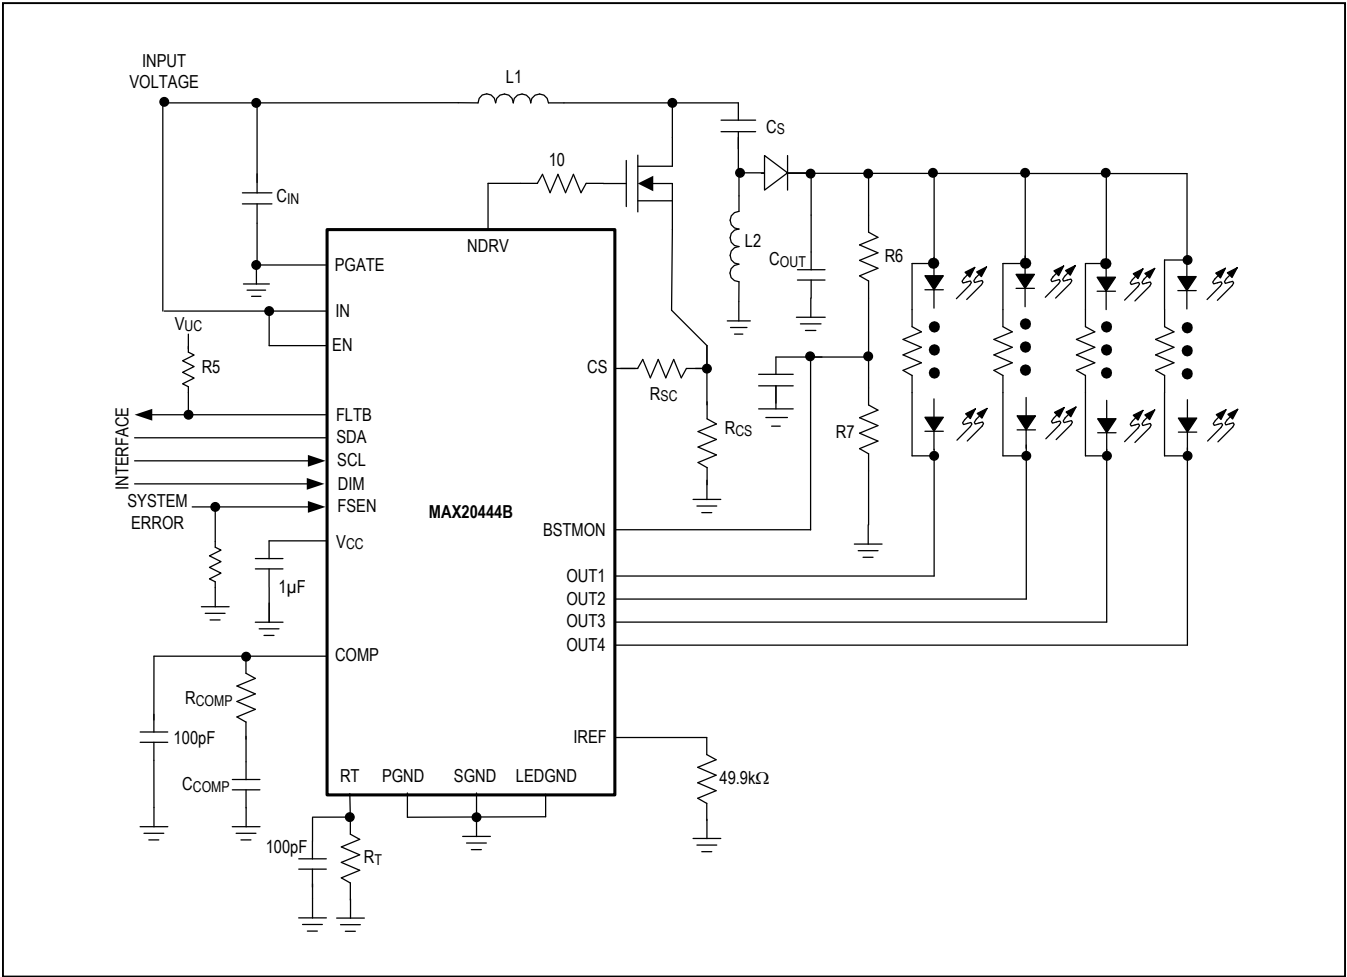 INPUT
VOLTAGE
L1
CS
10
CIN
NDRV
L2
COUT
R6
PGATE
IN
VUC
EN
R5
CS
RSC
FLTB
INTERFACE
SDA
RCS
R7
SCL
DIM
SYSTEM
ERROR
FSEN
MAX20444B
BSTMON
VCC
1µF
OUT1
OUT2
OUT3
OUT4
COMP
RCOMP
100pF
IREF
CCOMP
RT
PGND
SGND
LEDGND
49.9kΩ
100pF
RT